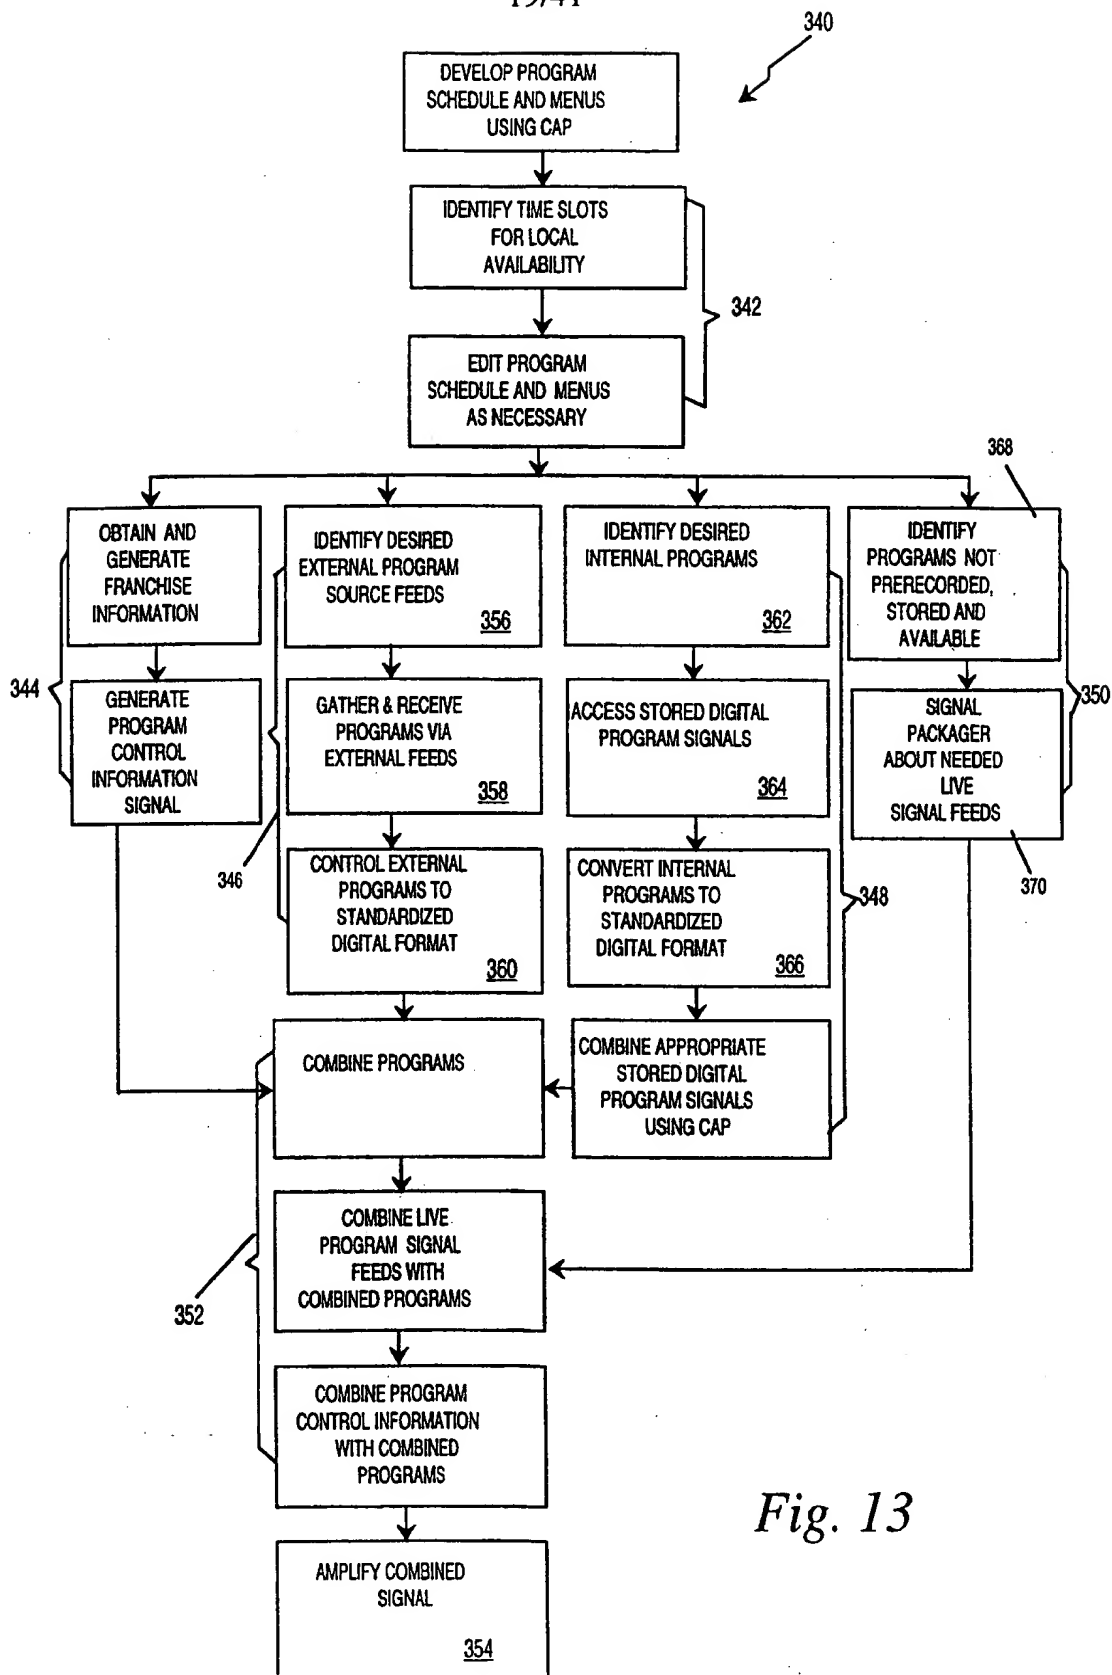 340
DEVELOP PROGRAM
SCHEDULE AND MENUS
USING CAP
IDENTIFY TIME SLOTS
FOR LOCAL
AVAILABILITY
342
EDIT PROGRAM
SCHEDULE AND MENUS
AS NECESSARY
368
OBTAIN AND
GENERATE
FRANCHISE
INFORMATION
IDENTIFY DESIRED
EXTERNAL PROGRAM
SOURCE FEEDS
356
IDENTIFY DESIRED
INTERNAL PROGRAMS
362
IDENTIFY
PROGRAMS NOT
PRERECORDED,
STORED AND
AVAILABLE
344
350
GENERATE
PROGRAM
CONTROL
INFORMATION
SIGNAL
GATHER & RECEIVE
PROGRAMS VIA
EXTERNAL FEEDS
358
ACCESS STORED DIGITAL
PROGRAM SIGNALS
364
SIGNAL
PACKAGER
ABOUT NEEDED
LIVE
SIGNAL FEEDS
346
370
CONTROL EXTERNAL
PROGRAMS TO
STANDARDIZED
DIGITAL FORMAT
360
CONVERT INTERNAL
PROGRAMS TO
STANDARDIZED
DIGITAL FORMAT
366
348
COMBINE PROGRAMS
COMBINE APPROPRIATE
STORED DIGITAL
PROGRAM SIGNALS
USING CAP
COMBINE LIVE
PROGRAM SIGNAL
FEEDS WITH
COMBINED PROGRAMS
352
COMBINE PROGRAM
CONTROL INFORMATION
WITH COMBINED
PROGRAMS
Fig. 13
AMPLIFY COMBINED
SIGNAL
354